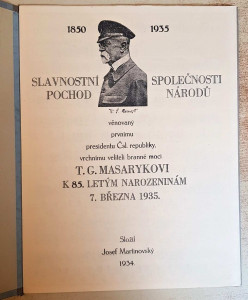 1850 1935
SLAVNOSTNÍ SPOLEČNOSTI
POCHOD NÁRODŮ
věnovaný
prvnímu
presidentu Čsl. republiky,
vrchnímu veliteli branné moci
T. G. MASARYKOVI
K 85. LETÝM NAROZENINÁM
7. BŘEZNA 1935.
Složil
Josef Martinovský
1934.